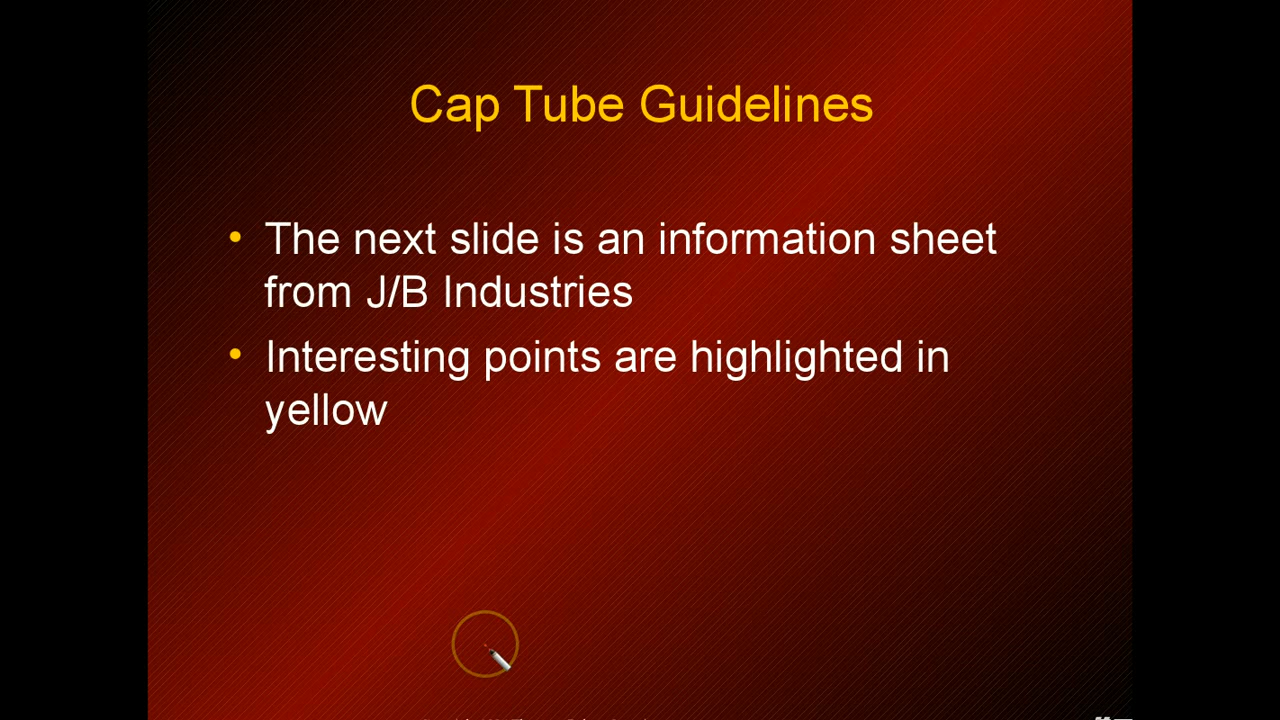 Cap Tube Guidelines
• The next slide is an information sheet
from J/B Industries
• Interesting points are highlighted in
yellow